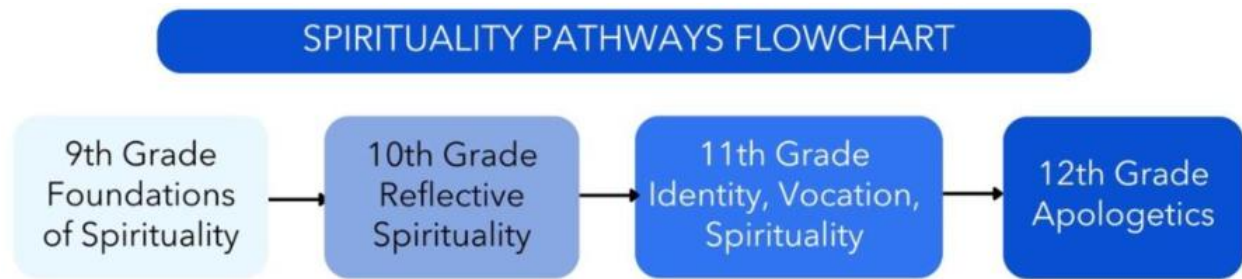 SPIRITUALITY PATHWAYS FLOWCHART
9th Grade
Foundations
of Spirituality
10th Grade
Reflective
Spirituality
11th Grade
Identity, Vocation,
Spirituality
12th Grade
Apologetics